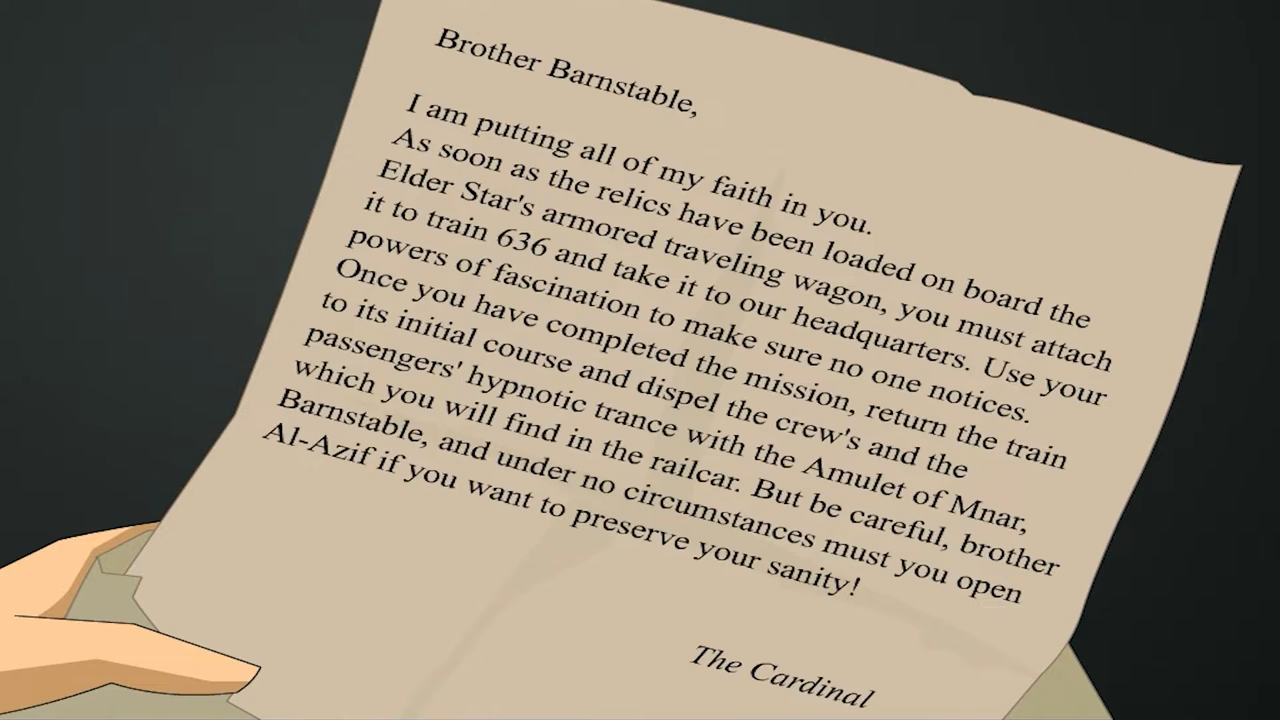 Brother Barnstable,
I am putting all of my faith in you.
As soon as the relics have been loaded on board the
Elder Star's armored traveling wagon, you must attach
it to train 636 and take it to our headquarters. Use your
powers of fascination to make sure no one notices.
Once you have completed the mission, return the train
to its initial course and dispel the crew's and the
passengers' hypnotic trance with the Amulet of Mnar,
which you will find in the railcar. But be careful, brother
Barnstable, and under no circumstances must you open
Al-Azif if you want to preserve your sanity!
The Cardinal